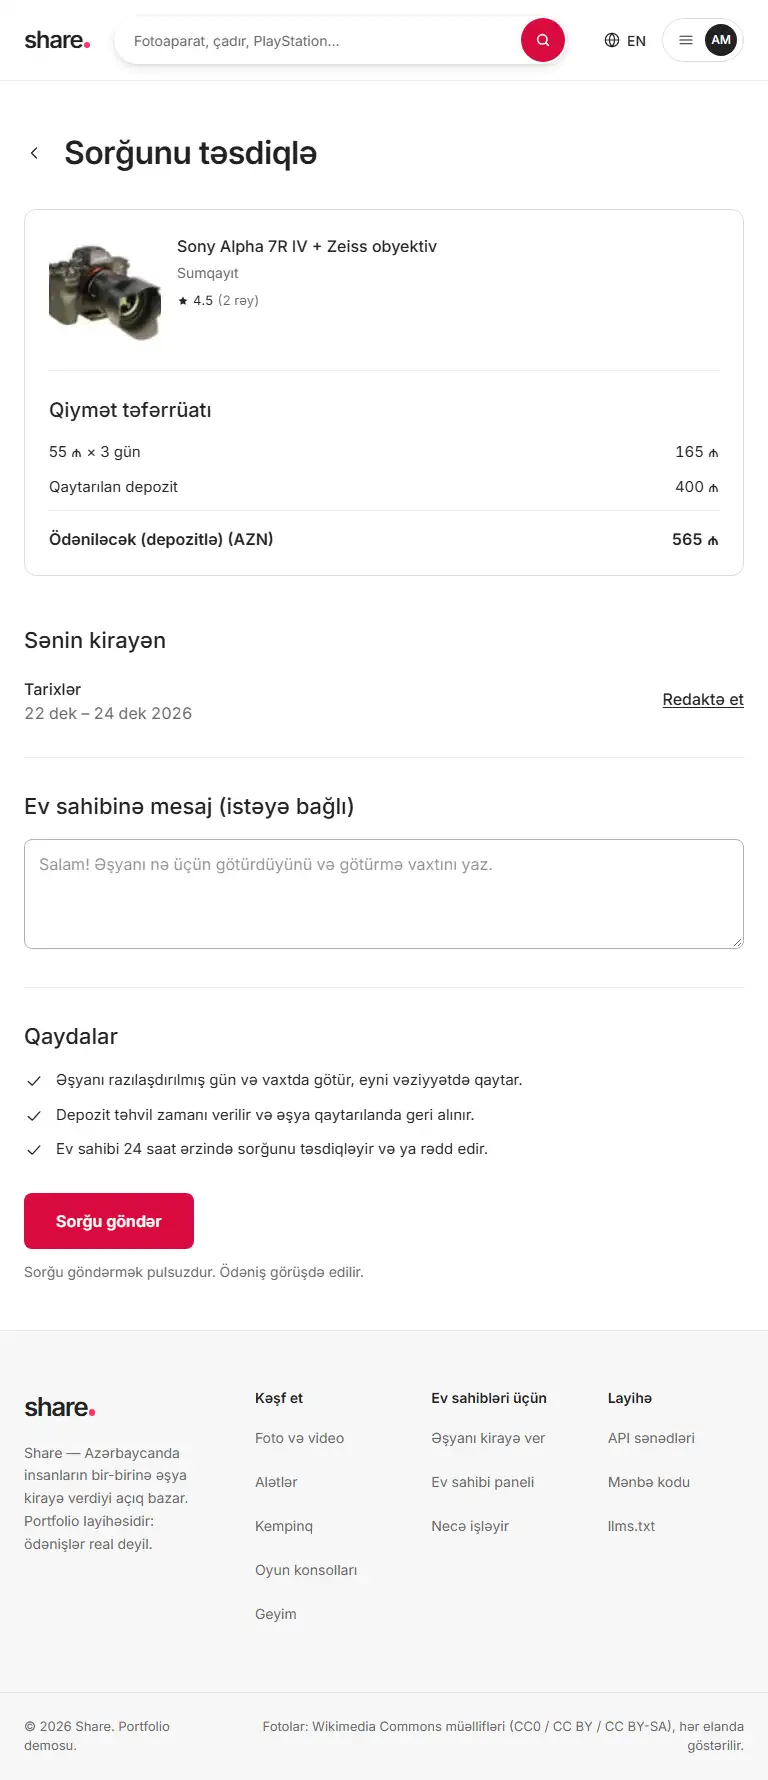 share.
Fotoaparat, çadır, PlayStation...
EN
AM
Sorğunu təsdiqlə
Sony Alpha 7R IV + Zeiss obyektiv
Sumqayıt
★ 4.5 (2 rəy)
Qiymət təfərrüatı
55 ₼ × 3 gün 165 ₼
Qaytarılan depozit 400 ₼
Ödəniləcək (depozitlə) (AZN) 565 ₼
Sənin kirayən
Tarixlər
22 dek – 24 dek 2026
Redaktə et
Ev sahibinə mesaj (istəyə bağlı)
Salam! Əşyanı nə üçün götürdüyünü və götürmə vaxtını yaz.
Qaydalar
Əşyanı razılaşdırılmış gün və vaxtda götür, eyni vəziyyətdə qaytar.
Depozit təhvil zamanı verilir və əşya qaytarılanda geri alınır.
Ev sahibi 24 saat ərzində sorğunu təsdiqləyir və ya rədd edir.
Sorğu göndər
Sorğu göndərmək pulsuzdur. Ödəniş görüşdə edilir.
share.
Share — Azərbaycanda
insanların bir-birinə əşya
kirayə verdiyi açıq bazar.
Portfolio layihəsidir:
ödənişlər real deyil.
Kəşf et
Foto və video
Alətlər
Kempinq
Oyun konsolları
Geyim
Ev sahibləri üçün
Əşyanı kirayə ver
Ev sahibi paneli
Necə işləyir
Layihə
API sənədləri
Mənbə kodu
llms.txt
© 2026 Share. Portfolio
demosu.
Fotolar: Wikimedia Commons müəllifləri (CC0 / CC BY / CC BY-SA), hər elanda
göstərilir.